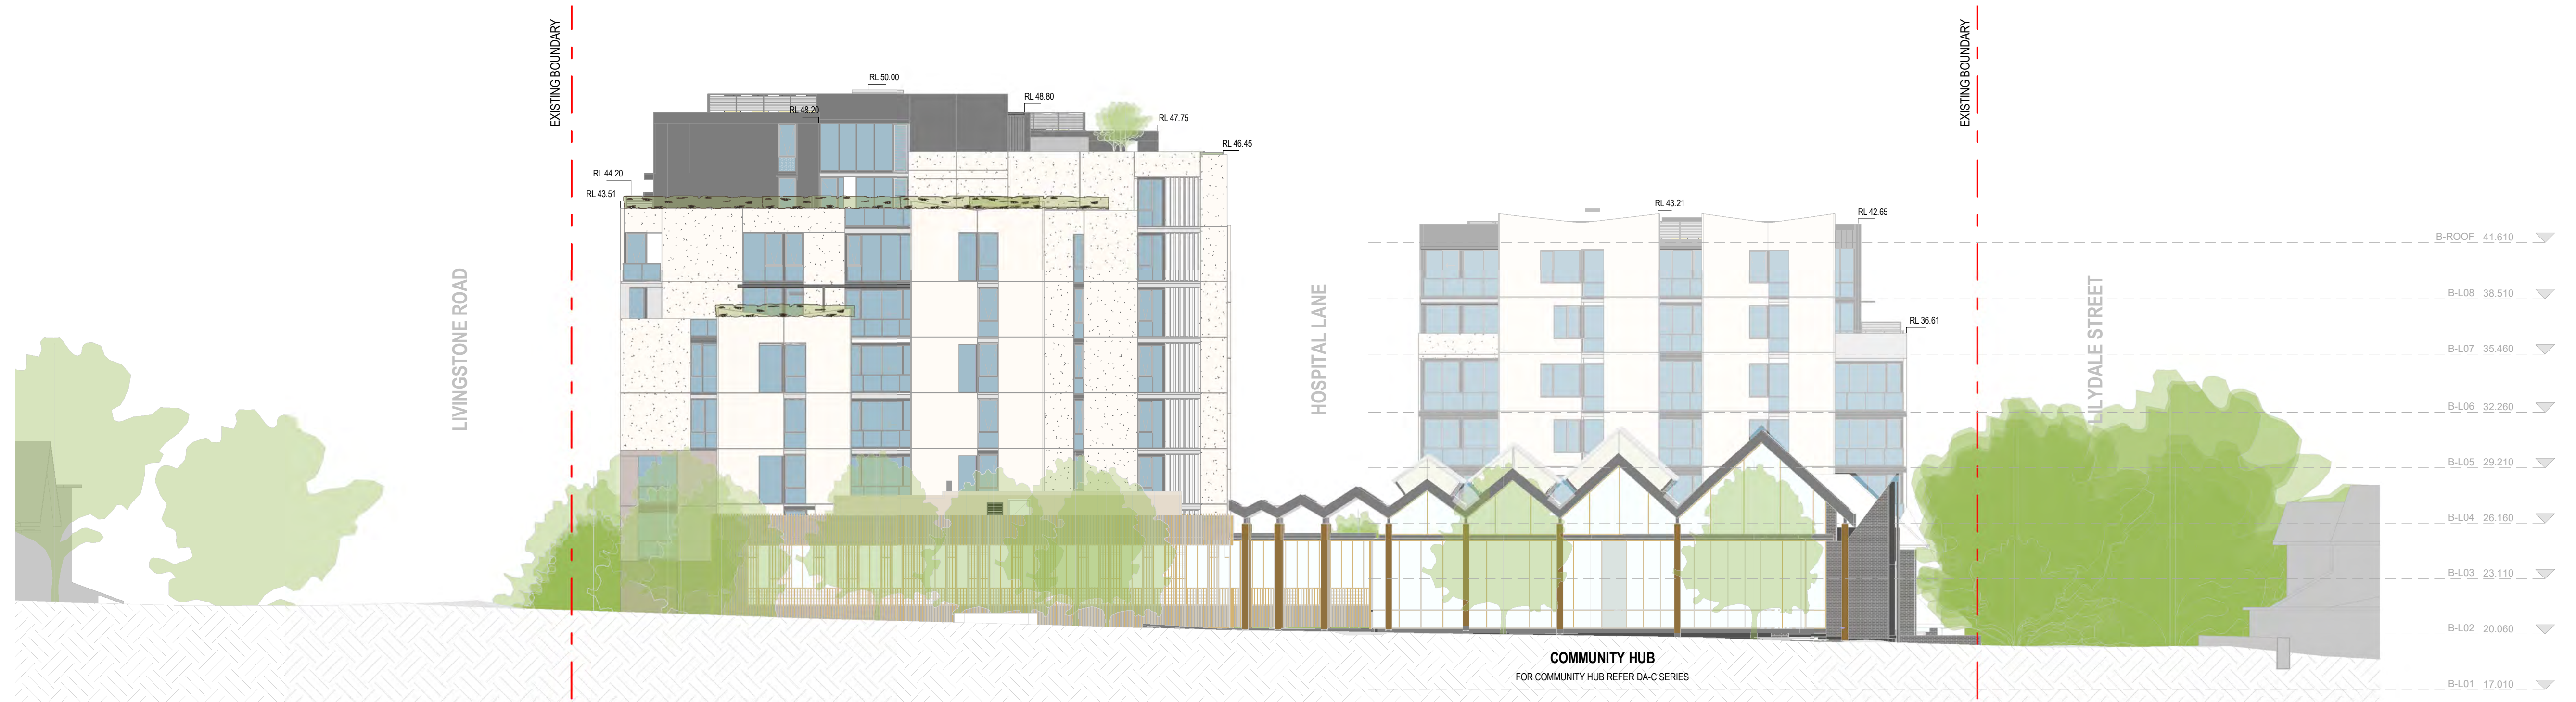 EXISTING BOUNDARY
EXISTING BOUNDARY
RL 50.00
RL 48.80
RL 48.20
RL 47.75
RL 46.45
RL 44.20
RL 43.51
RL 43.21
RL 42.65
RL 36.61
LIVINGSTONE ROAD
HOSPITAL LANE
LILYDALE STREET
B-ROOF 41.610
B-L08 38.510
B-L07 35.460
B-L06 32.260
B-L05 29.210
B-L04 26.160
B-L03 23.110
B-L02 20.060
B-L01 17.010
COMMUNITY HUB
FOR COMMUNITY HUB REFER DA-C SERIES